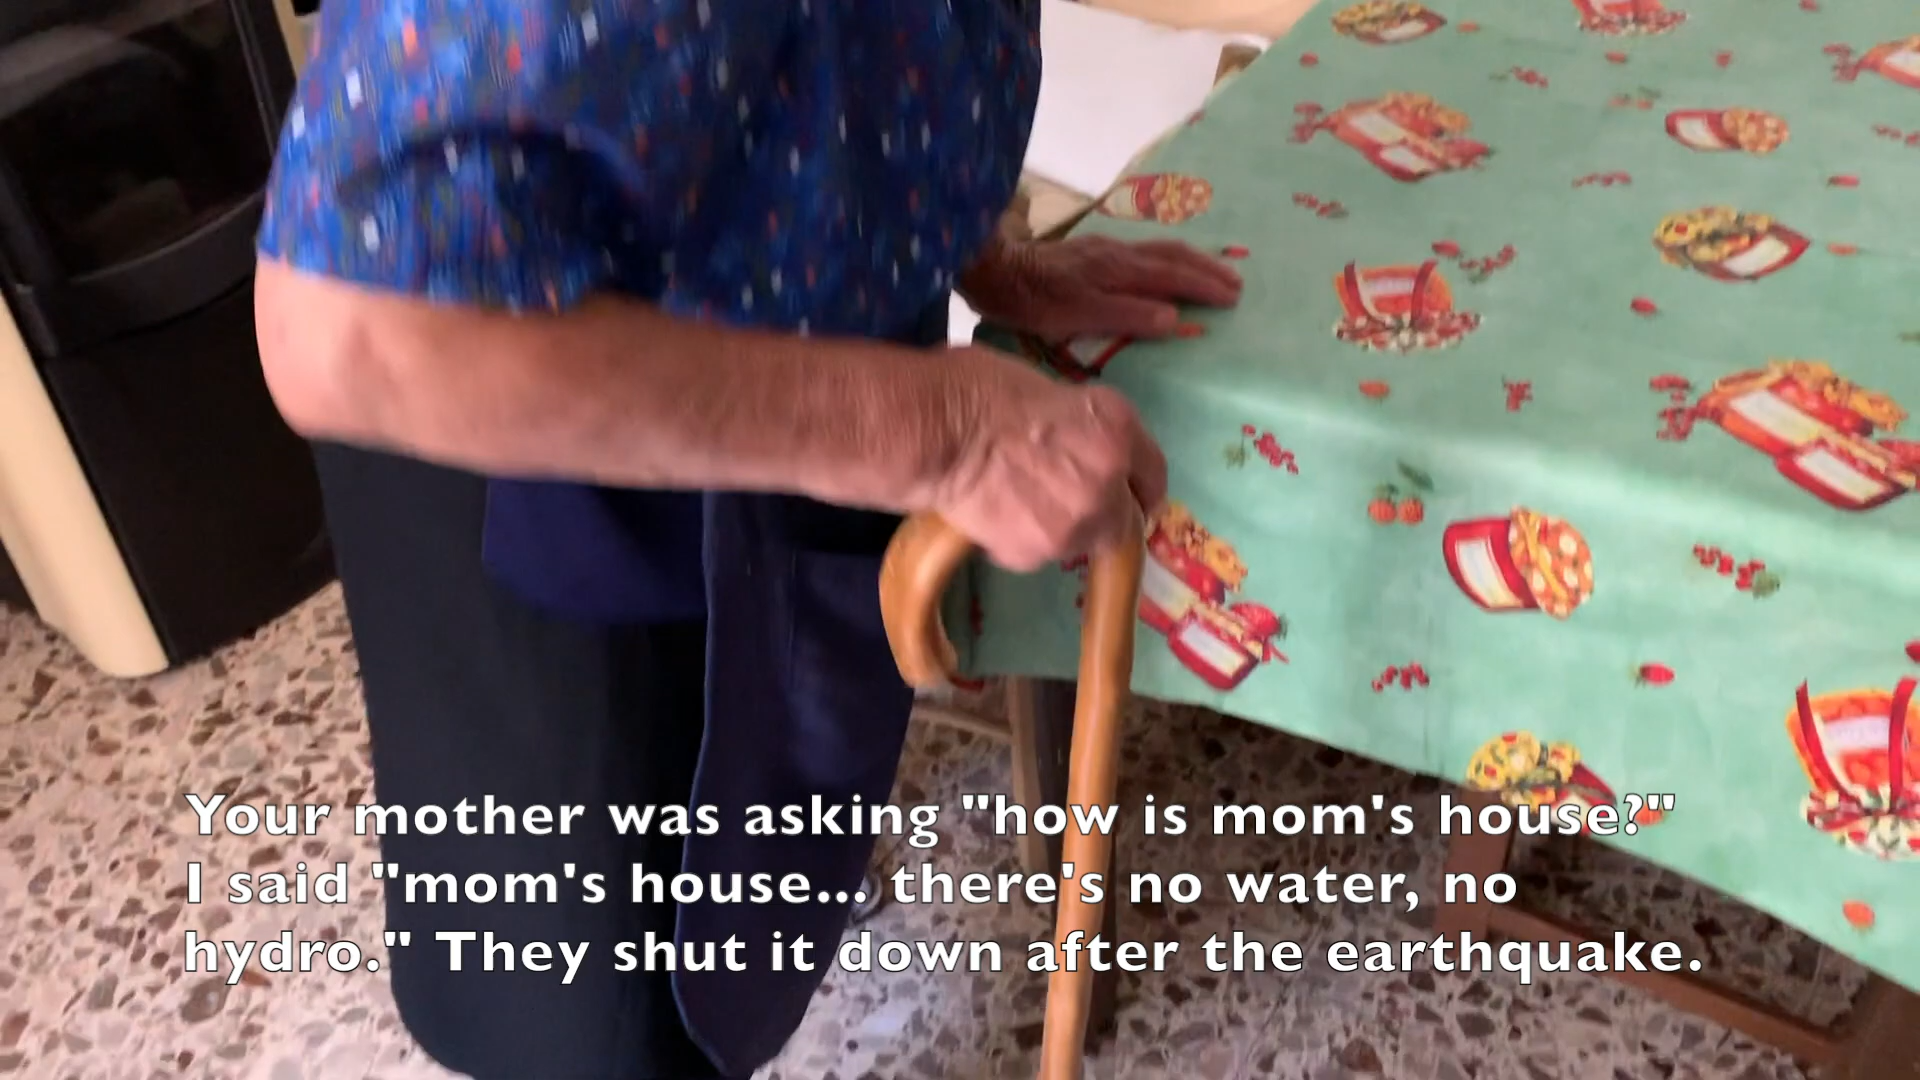 Your mother was asking "how is mom's house?"
I said "mom's house... there's no water, no
hydro." They shut it down after the earthquake.